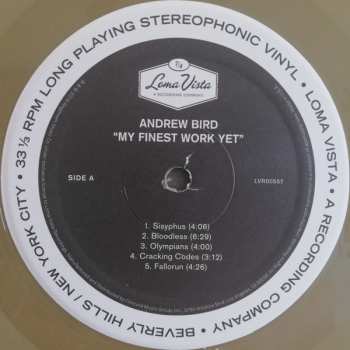 33 ⅓ RPM LONG PLAYING STEREOPHONIC VINYL • LOMA VISTA • A RECORDING COMPANY • BEVERLY HILLS / NEW YORK CITY •
Loma Vista
A RECORDING COMPANY
ANDREW BIRD
"MY FINEST WORK YET"
SIDE A
LVR00557
1. Sisyphus (4:06)
2. Bloodless (6:29)
3. Olympians (4:00)
4. Cracking Codes (3:12)
5. Fallorun (4:26)